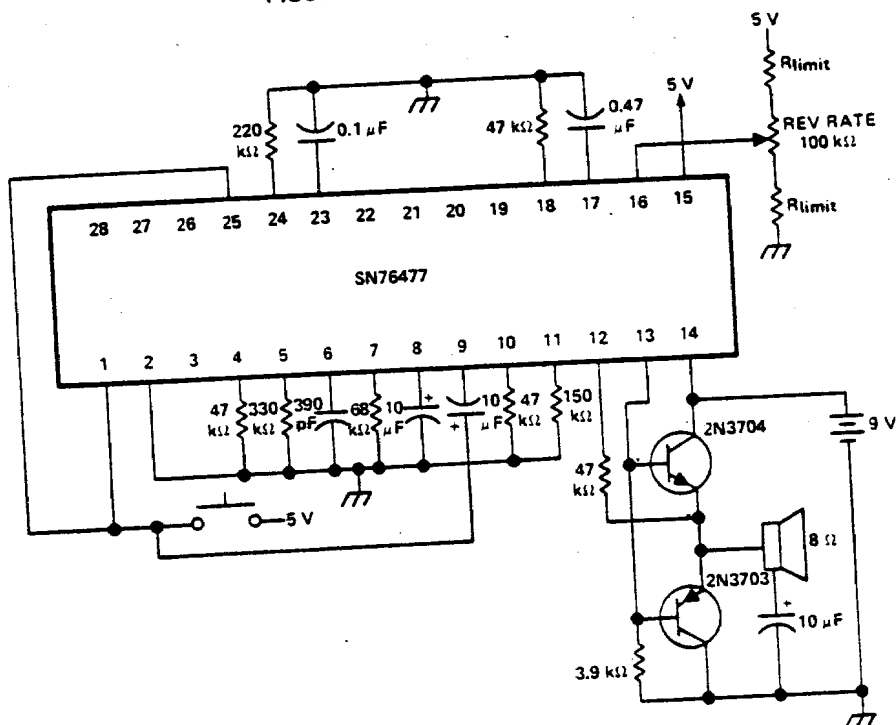 5 V
Rlimit
5 V
220 kΩ
0.1 µF
47 kΩ
0.47 µF
REV RATE
100 kΩ
Rlimit
28 27 26 25 24 23 22 21 20 19 18 17 16 15
SN76477
1 2 3 4 5 6 7 8 9 10 11 12 13 14
47 kΩ
330 kΩ
390 pF
68 kΩ
10 µF
+
10 µF
+
47 kΩ
150 kΩ
2N3704
9 V
47 kΩ
5 V
8 Ω
2N3703
+
10 µF
3.9 kΩ